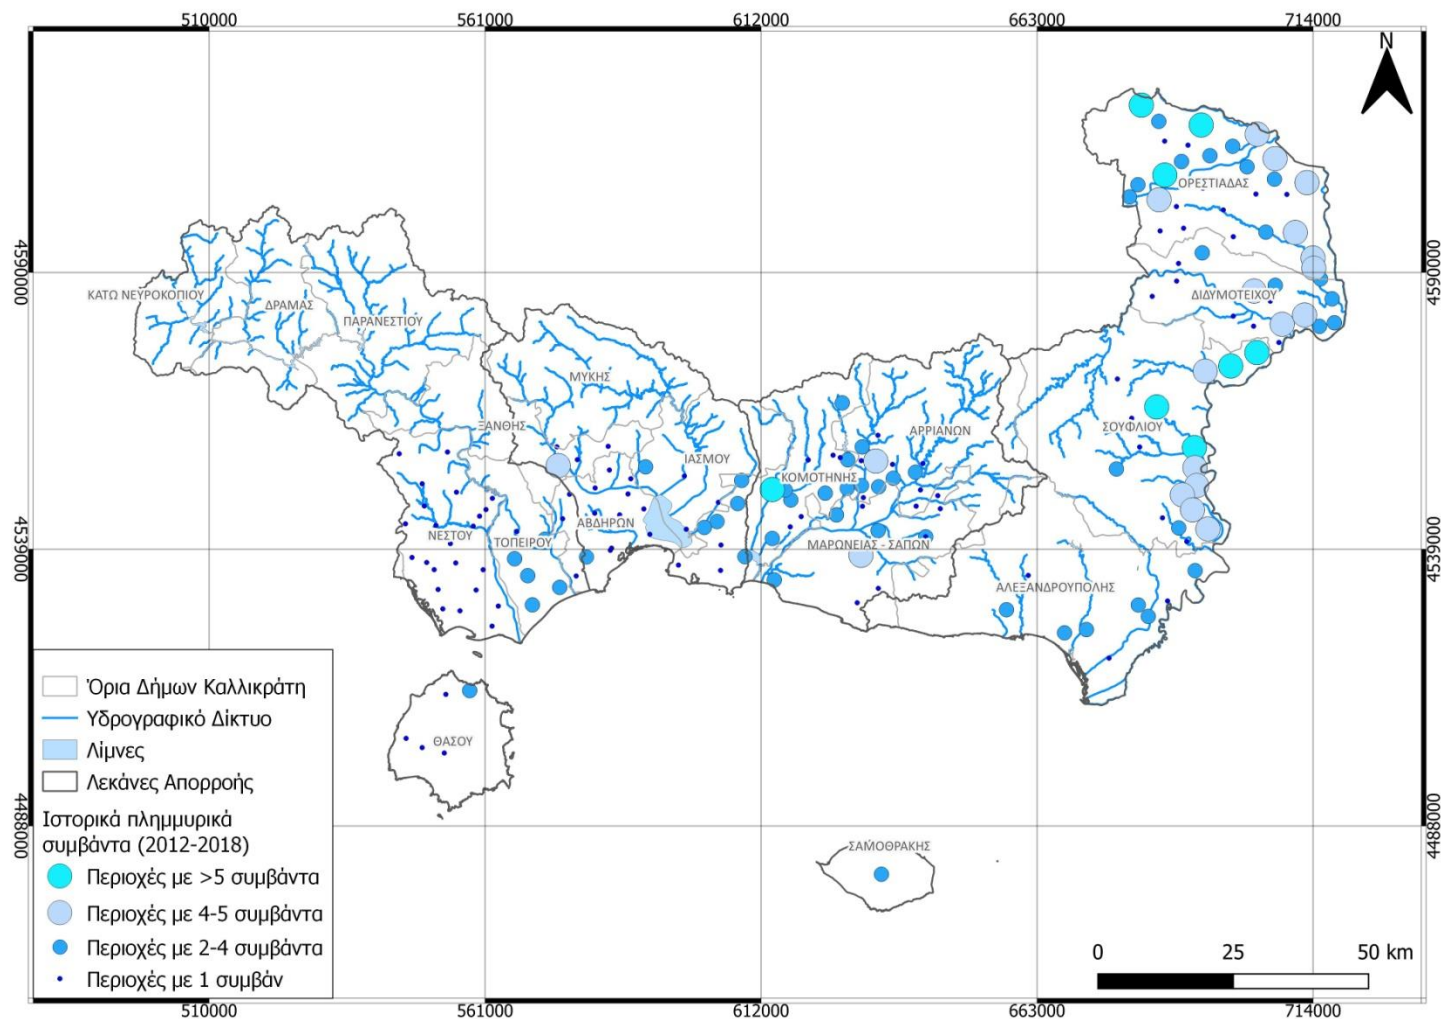 510000 561000 612000 663000 714000
N
ΟΡΕΣΤΙΑΔΑΣ
4590000 4590000
ΚΑΤΩ ΝΕΥΡΟΚΟΠΙΟΥ
ΔΡΑΜΑΣ
ΔΙΔΥΜΟΤΕΙΧΟΥ
ΠΑΡΑΝΕΣΤΙΟΥ
ΜΥΚΗΣ
ΞΑΝΘΗΣ
ΑΡΡΙΑΝΩΝ
ΣΟΥΦΛΙΟΥ
ΙΑΣΜΟΥ
ΚΟΜΟΤΗΝΗΣ
ΑΒΔΗΡΩΝ
ΝΕΣΤΟΥ
ΤΟΠΕΙΡΟΥ
ΜΑΡΩΝΕΙΑΣ - ΣΑΠΩΝ
4539000 4539000
ΑΛΕΞΑΝΔΡΟΥΠΟΛΗΣ
Όρια Δήμων Καλλικράτη
Υδρογραφικό Δίκτυο
Λίμνες
Λεκάνες Απορροής
ΘΑΣΟΥ
Ιστορικά πλημμυρικά
συμβάντα (2012-2018)
4488000 4488000
ΣΑΜΟΘΡΑΚΗΣ
Περιοχές με >5 συμβάντα
Περιοχές με 4-5 συμβάντα
Περιοχές με 2-4 συμβάντα
Περιοχές με 1 συμβάν
0 25 50 km
510000 561000 612000 663000 714000